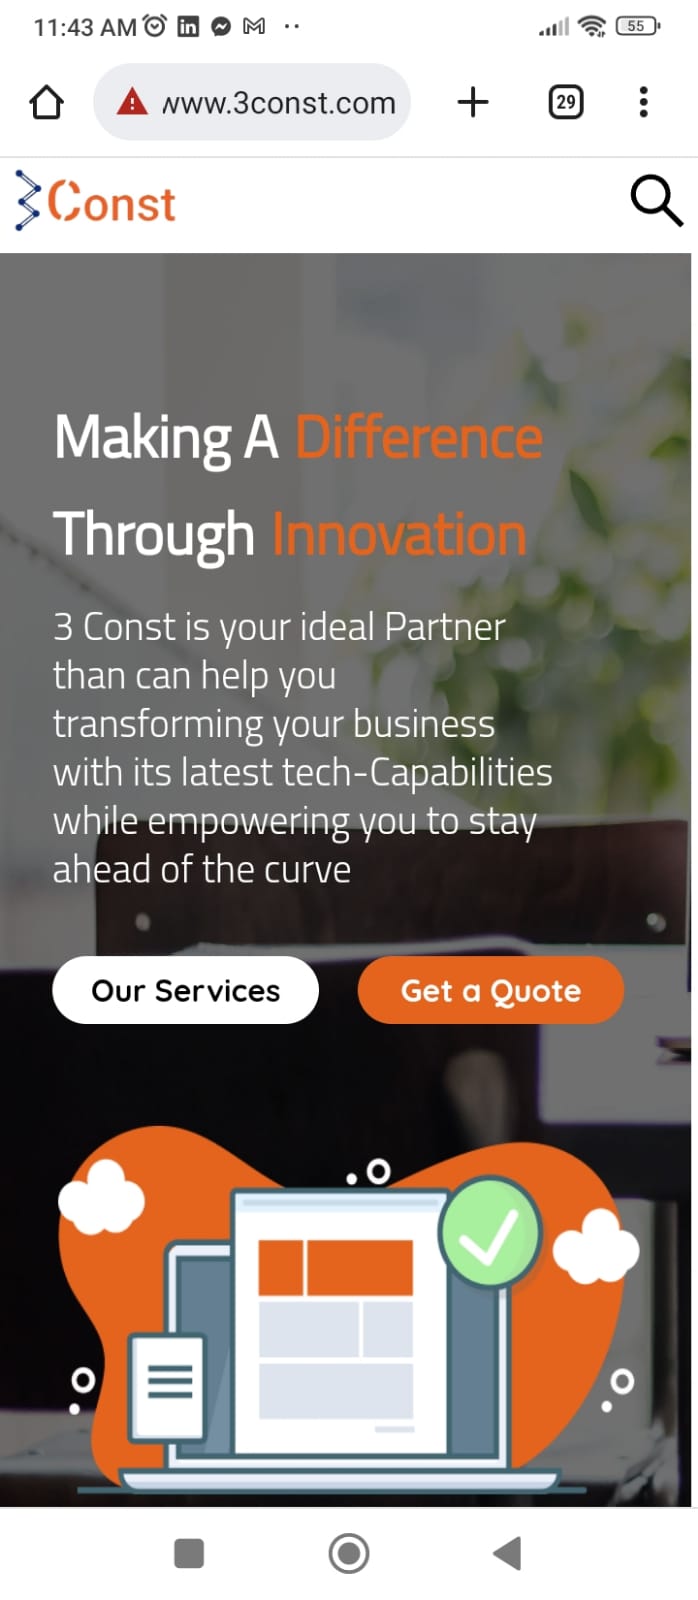 11:43 AM
55
www.3const.com
29
Const
Making A Difference
Through Innovation
3 Const is your ideal Partner
than can help you
transforming your business
with its latest tech-Capabilities
while empowering you to stay
ahead of the curve
Our Services
Get a Quote